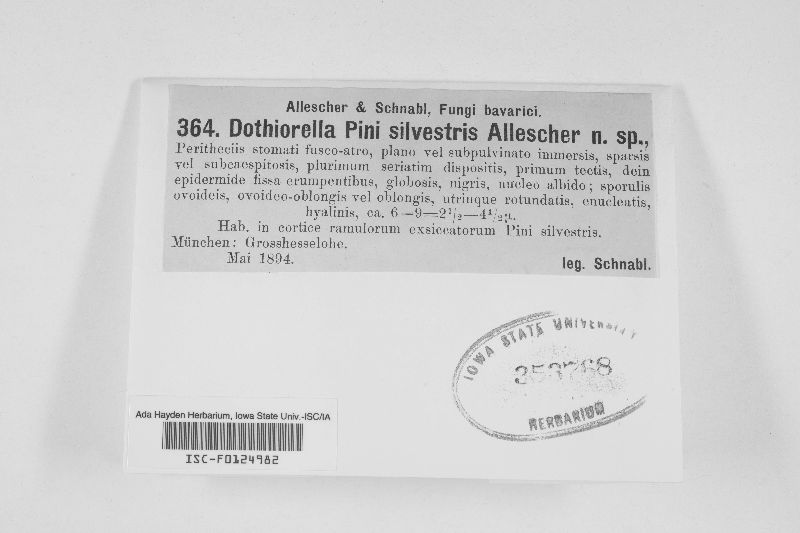 Allescher & Schnabl, Fungi bavarici.
364. Dothiorella Pini silvestris Allescher n. sp.,
Peritheciis stomati fusco-atro, plano vel subpulvinato immersis, sparsis
vel subcaespitosis, plurimum seriatim dispositis, primum tectis, dein
epidermide fissa erumpentibus, globosis, nigris, nucleo albido; sporulis
ovoideis, ovoideo-oblongis vel oblongis, utrinque rotundatis, enucleatis,
hyalinis, ca. 6—9=2¹/₂—4¹/₂μ.
Hab. in cortice ramulorum exsiccatorum Pini silvestris.
München: Grosshesselohe.
Mai 1894.
leg. Schnabl.
IOWA STATE UNIVERSITY
353768
HERBARIUM
Ada Hayden Herbarium, Iowa State Univ.-ISC/IA
ISC-F0124982